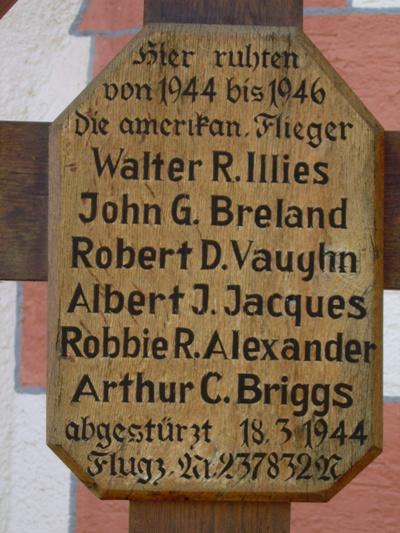 Hier ruhten
von 1944 bis 1946
die amerikan. Flieger
Walter R. Illies
John G. Breland
Robert D. Vaughn
Albert J. Jacques
Robbie R. Alexander
Arthur C. Briggs
abgestürzt 18.3 1944
Flugz.-Nr. 237832 N